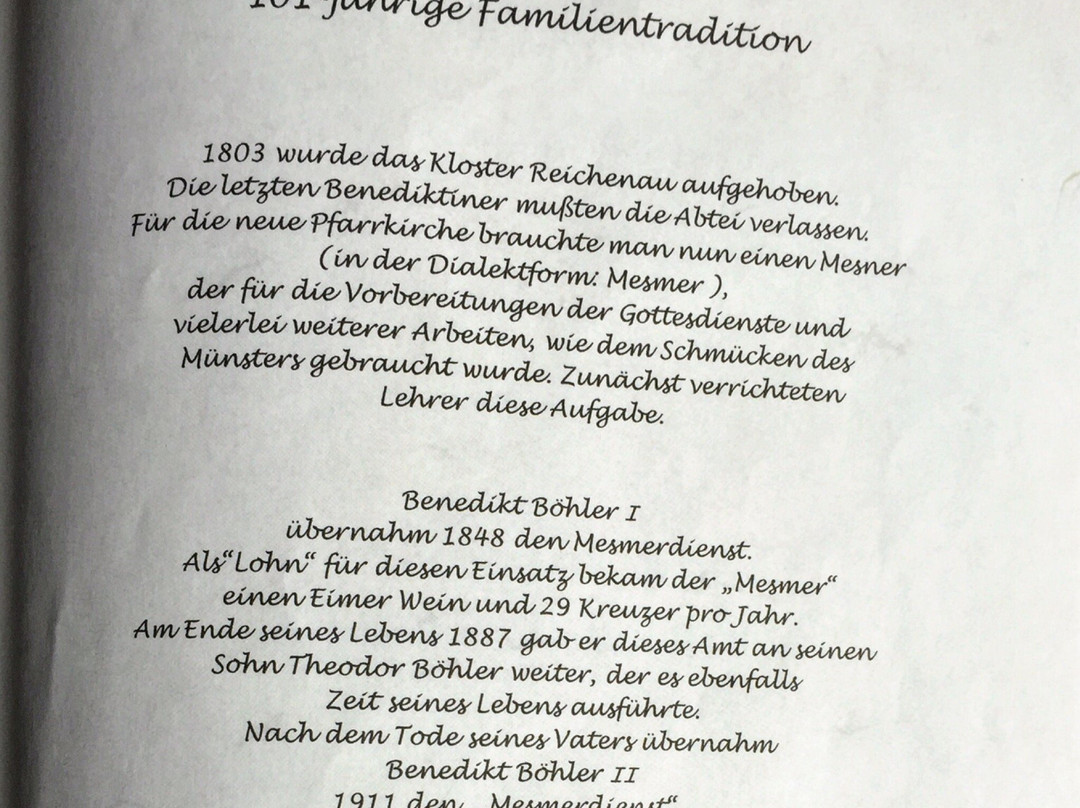 161 jährige Familientradition
1803 wurde das Kloster Reichenau aufgehoben.
Die letzten Benediktiner mußten die Abtei verlassen.
Für die neue Pfarrkirche brauchte man nun einen Mesner
(in der Dialektform: Mesmer ),
der für die Vorbereitungen der Gottesdienste und
vielerlei weiterer Arbeiten, wie dem Schmücken des
Münsters gebraucht wurde. Zunächst verrichteten
Lehrer diese Aufgabe.
Benedikt Böhler I
übernahm 1848 den Mesmerdienst.
Als“Lohn“ für diesen Einsatz bekam der „Mesmer“
einen Eimer Wein und 29 Kreuzer pro Jahr.
Am Ende seines Lebens 1887 gab er dieses Amt an seinen
Sohn Theodor Böhler weiter, der es ebenfalls
Zeit seines Lebens ausführte.
Nach dem Tode seines Vaters übernahm
Benedikt Böhler II
1911 den „Mesmerdienst“